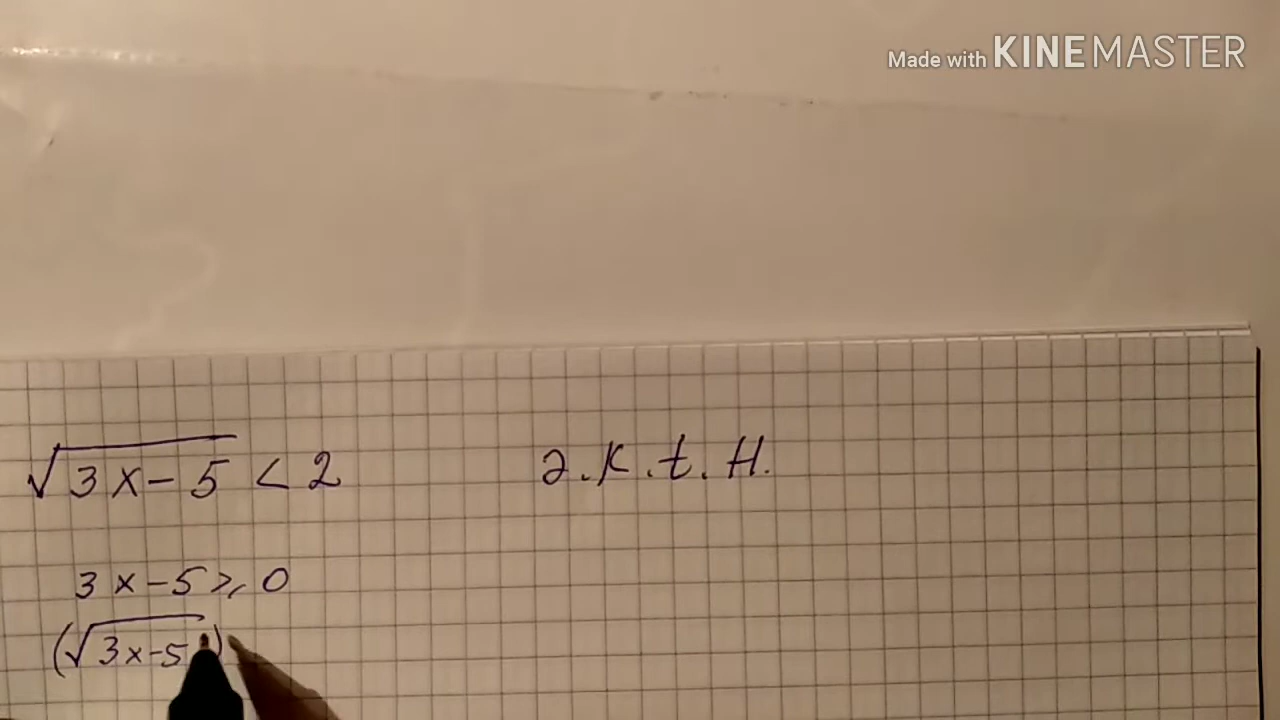 Made with KINEMASTER
√3x-5 < 2 ə.k.t.H.
3x-5≥0
(√3x-5)